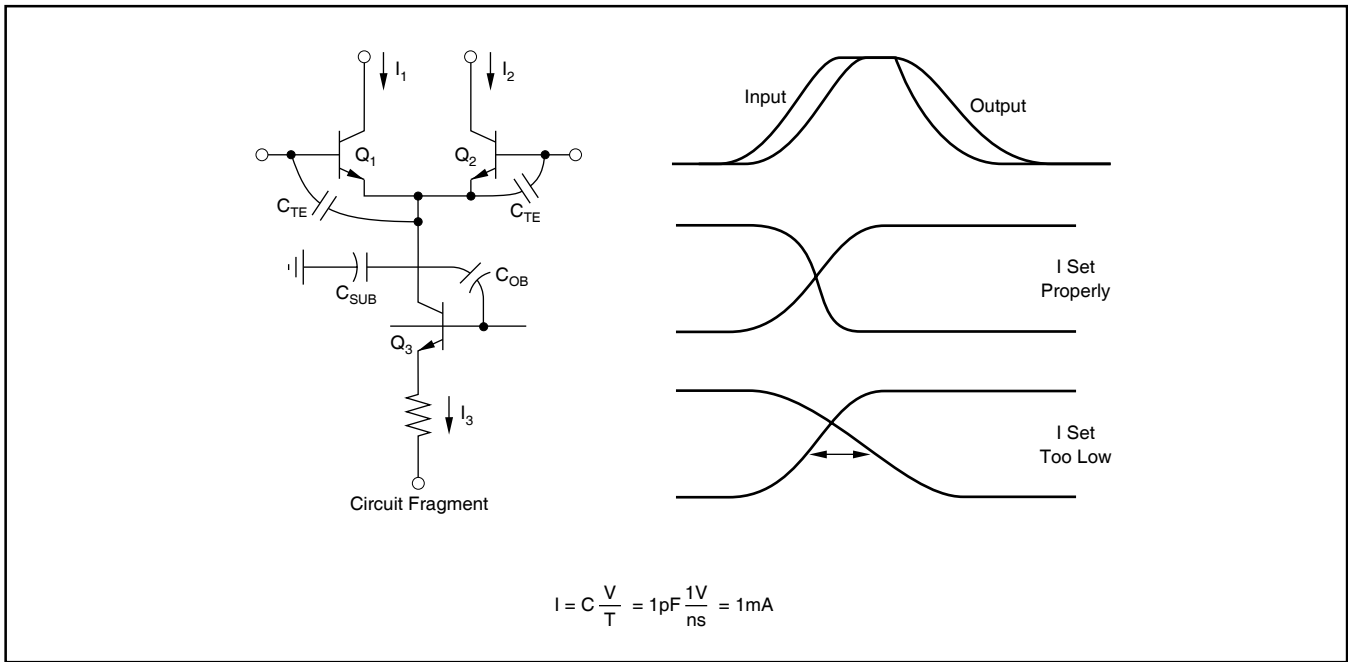 I1
I2
Q1
Q2
CTE
CTE
CSUB
COB
Q3
I3
Circuit Fragment
Input
Output
I Set
Properly
I Set
Too Low
I = C V/T = 1pF 1V/ns = 1mA